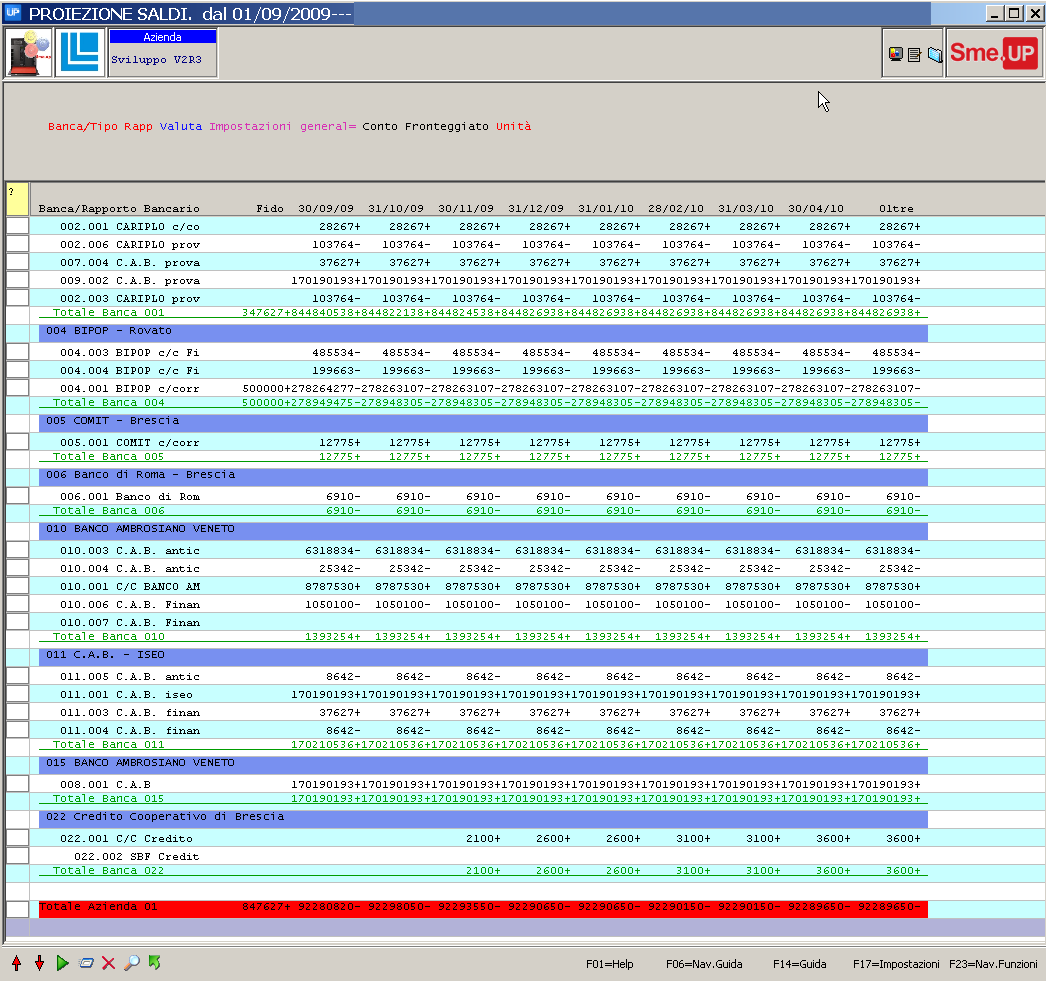 UP PROIEZIONE SALDI. dal 01/09/2009---
Azienda
Sviluppo V2R3
Sme.UP
Banca/Tipo Rapp Valuta Impostazioni general= Conto Fronteggiato Unità
?
Banca/Rapporto Bancario Fido 30/09/09 31/10/09 30/11/09 31/12/09 31/01/10 28/02/10 31/03/10 30/04/10 Oltre
002.001 CARIPLO c/co 28267+ 28267+ 28267+ 28267+ 28267+ 28267+ 28267+ 28267+ 28267+
002.006 CARIPLO prov 103764- 103764- 103764- 103764- 103764- 103764- 103764- 103764- 103764-
007.004 C.A.B. prova 37627+ 37627+ 37627+ 37627+ 37627+ 37627+ 37627+ 37627+ 37627+
009.002 C.A.B. prova 170190193+170190193+170190193+170190193+170190193+170190193+170190193+170190193+170190193+
002.003 CARIPLO prov 103764- 103764- 103764- 103764- 103764- 103764- 103764- 103764- 103764-
Totale Banca 001 347627+844840538+844822138+844824538+844826938+844826938+844826938+844826938+844826938+844826938+
004 BIPOP - Rovato
004.003 BIPOP c/c Fi 485534- 485534- 485534- 485534- 485534- 485534- 485534- 485534- 485534-
004.004 BIPOP c/c Fi 199663- 199663- 199663- 199663- 199663- 199663- 199663- 199663- 199663-
004.001 BIPOP c/corr 500000+278264277-278263107-278263107-278263107-278263107-278263107-278263107-278263107-278263107-
Totale Banca 004 500000+278949475-278948305-278948305-278948305-278948305-278948305-278948305-278948305-278948305-
005 COMIT - Brescia
005.001 COMIT c/corr 12775+ 12775+ 12775+ 12775+ 12775+ 12775+ 12775+ 12775+ 12775+
Totale Banca 005 12775+ 12775+ 12775+ 12775+ 12775+ 12775+ 12775+ 12775+ 12775+
006 Banco di Roma - Brescia
006.001 Banco di Rom 6910- 6910- 6910- 6910- 6910- 6910- 6910- 6910- 6910-
Totale Banca 006 6910- 6910- 6910- 6910- 6910- 6910- 6910- 6910- 6910-
010 BANCO AMBROSIANO VENETO
010.003 C.A.B. antic 6318834- 6318834- 6318834- 6318834- 6318834- 6318834- 6318834- 6318834- 6318834-
010.004 C.A.B. antic 25342- 25342- 25342- 25342- 25342- 25342- 25342- 25342- 25342-
010.001 C/C BANCO AM 8787530+ 8787530+ 8787530+ 8787530+ 8787530+ 8787530+ 8787530+ 8787530+ 8787530+
010.006 C.A.B. Finan 1050100- 1050100- 1050100- 1050100- 1050100- 1050100- 1050100- 1050100- 1050100-
010.007 C.A.B. Finan
Totale Banca 010 1393254+ 1393254+ 1393254+ 1393254+ 1393254+ 1393254+ 1393254+ 1393254+ 1393254+
011 C.A.B. - ISEO
011.005 C.A.B. antic 8642- 8642- 8642- 8642- 8642- 8642- 8642- 8642- 8642-
011.001 C.A.B. iseo 170190193+170190193+170190193+170190193+170190193+170190193+170190193+170190193+170190193+
011.003 C.A.B. finan 37627+ 37627+ 37627+ 37627+ 37627+ 37627+ 37627+ 37627+ 37627+
011.004 C.A.B. finan 8642- 8642- 8642- 8642- 8642- 8642- 8642- 8642- 8642-
Totale Banca 011 170210536+170210536+170210536+170210536+170210536+170210536+170210536+170210536+170210536+
015 BANCO AMBROSIANO VENETO
008.001 C.A.B 170190193+170190193+170190193+170190193+170190193+170190193+170190193+170190193+170190193+
Totale Banca 015 170190193+170190193+170190193+170190193+170190193+170190193+170190193+170190193+170190193+
022 Credito Cooperativo di Brescia
022.001 C/C Credito 2100+ 2600+ 2600+ 3100+ 3100+ 3600+ 3600+
022.002 SBF Credit
Totale Banca 022 2100+ 2600+ 2600+ 3100+ 3100+ 3600+ 3600+
Totale Azienda 01 847627+ 92280820- 92298050- 92293550- 92290650- 92290650- 92290150- 92290150- 92289650- 92289650-
F01=Help F06=Nav.Guida F14=Guida F17=Impostazioni F23=Nav.Funzioni